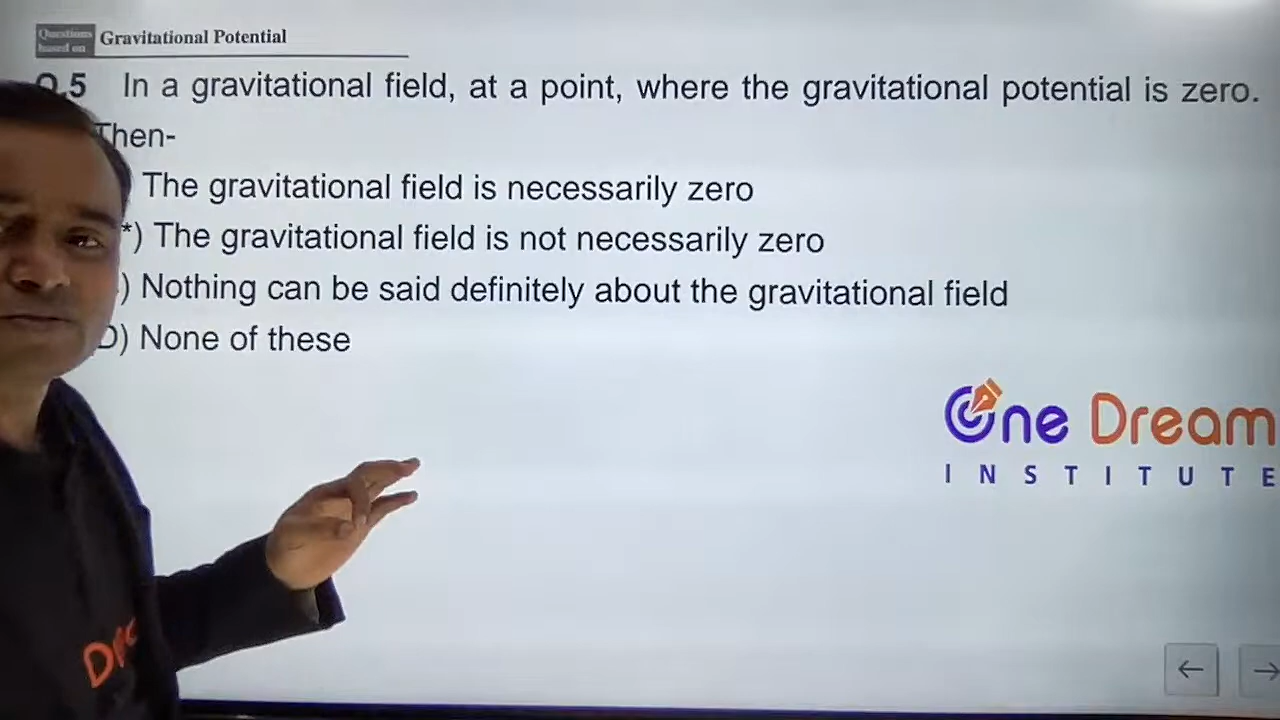 Questions based on
Gravitational Potential
Q.5 In a gravitational field, at a point, where the gravitational potential is zero.
Then-
The gravitational field is necessarily zero
*) The gravitational field is not necessarily zero
) Nothing can be said definitely about the gravitational field
D) None of these
One Dream
INSTITUTE